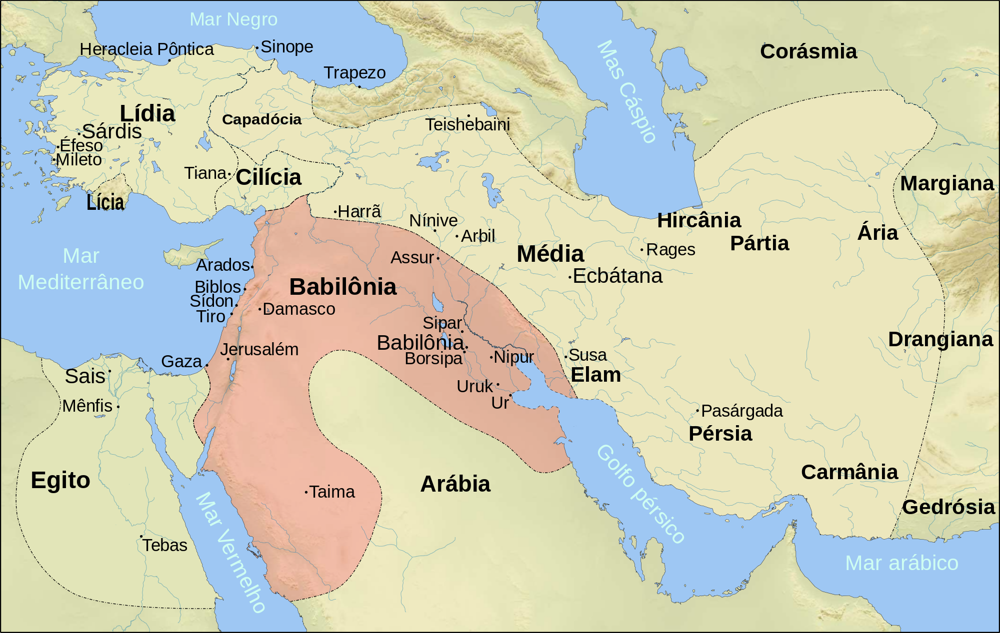 Mar Negro
Heracleia Pôntica
Sinope
Trapezo
Mas Cáspio
Corásmia
Lídia
Capadócia
Teishebaini
Sárdis
Éfeso
Mileto
Tiana
Cilícia
Lícia
Margiana
Harrã
Nínive
Arbil
Hircânia
Pártia
Ária
Média
Rages
Assur
Ecbátana
Mar
Mediterrâneo
Arados
Biblos
Sídon
Tiro
Damasco
Babilônia
Sipar
Babilônia
Borsipa
Nipur
Susa
Elam
Drangiana
Jerusalém
Gaza
Sais
Mênfis
Uruk
Ur
Pasárgada
Pérsia
Golfo pérsico
Carmânia
Egito
Arábia
Taima
Gedrósia
Mar Vermelho
Tebas
Mar arábico